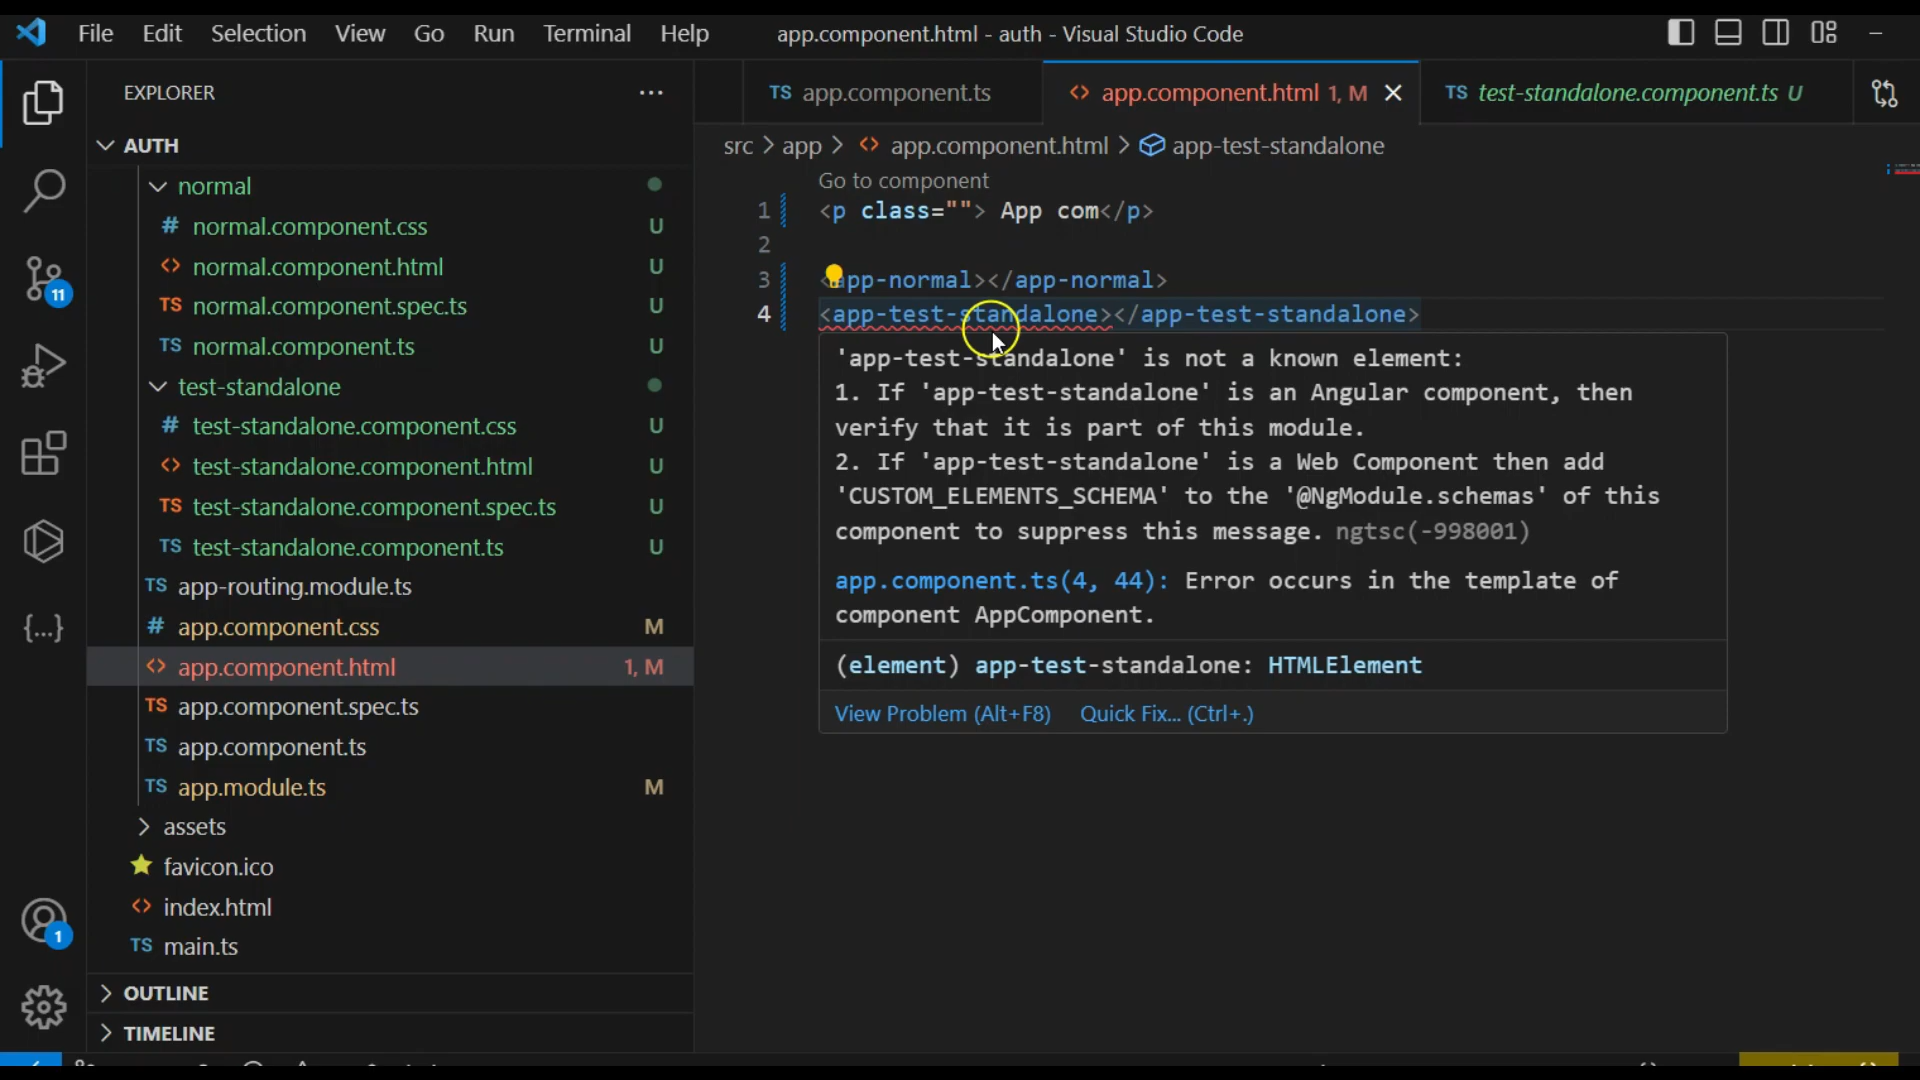 File Edit Selection View Go Run Terminal Help app.component.html - auth - Visual Studio Code
EXPLORER
AUTH
normal
# normal.component.css U
<> normal.component.html U
TS normal.component.spec.ts U
TS normal.component.ts U
test-standalone
# test-standalone.component.css U
<> test-standalone.component.html U
TS test-standalone.component.spec.ts U
TS test-standalone.component.ts U
TS app-routing.module.ts
# app.component.css M
<> app.component.html 1, M
TS app.component.spec.ts
TS app.component.ts
TS app.module.ts M
assets
favicon.ico
<> index.html
TS main.ts
OUTLINE
TIMELINE
11
1
TS app.component.ts <> app.component.html 1, M TS test-standalone.component.ts U
src > app > <> app.component.html > app-test-standalone
Go to component
1 <p class=""> App com</p>
2
3 <app-normal></app-normal>
4 <app-test-standalone></app-test-standalone>
'app-test-standalone' is not a known element:
1. If 'app-test-standalone' is an Angular component, then
verify that it is part of this module.
2. If 'app-test-standalone' is a Web Component then add
'CUSTOM_ELEMENTS_SCHEMA' to the '@NgModule.schemas' of this
component to suppress this message. ngtsc(-998001)
app.component.ts(4, 44): Error occurs in the template of
component AppComponent.
(element) app-test-standalone: HTMLElement
View Problem (Alt+F8) Quick Fix... (Ctrl+.)